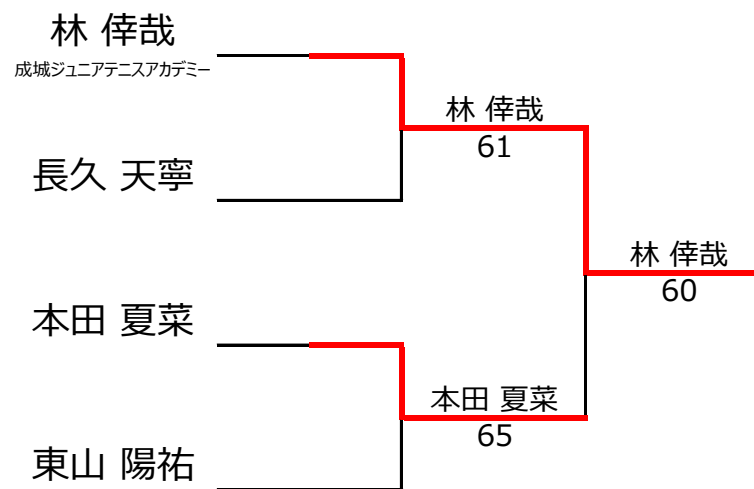 林 倖哉
成城ジュニアテニスアカデミー
林 倖哉
61
長久 天寧
林 倖哉
60
本田 夏菜
本田 夏菜
65
東山 陽祐